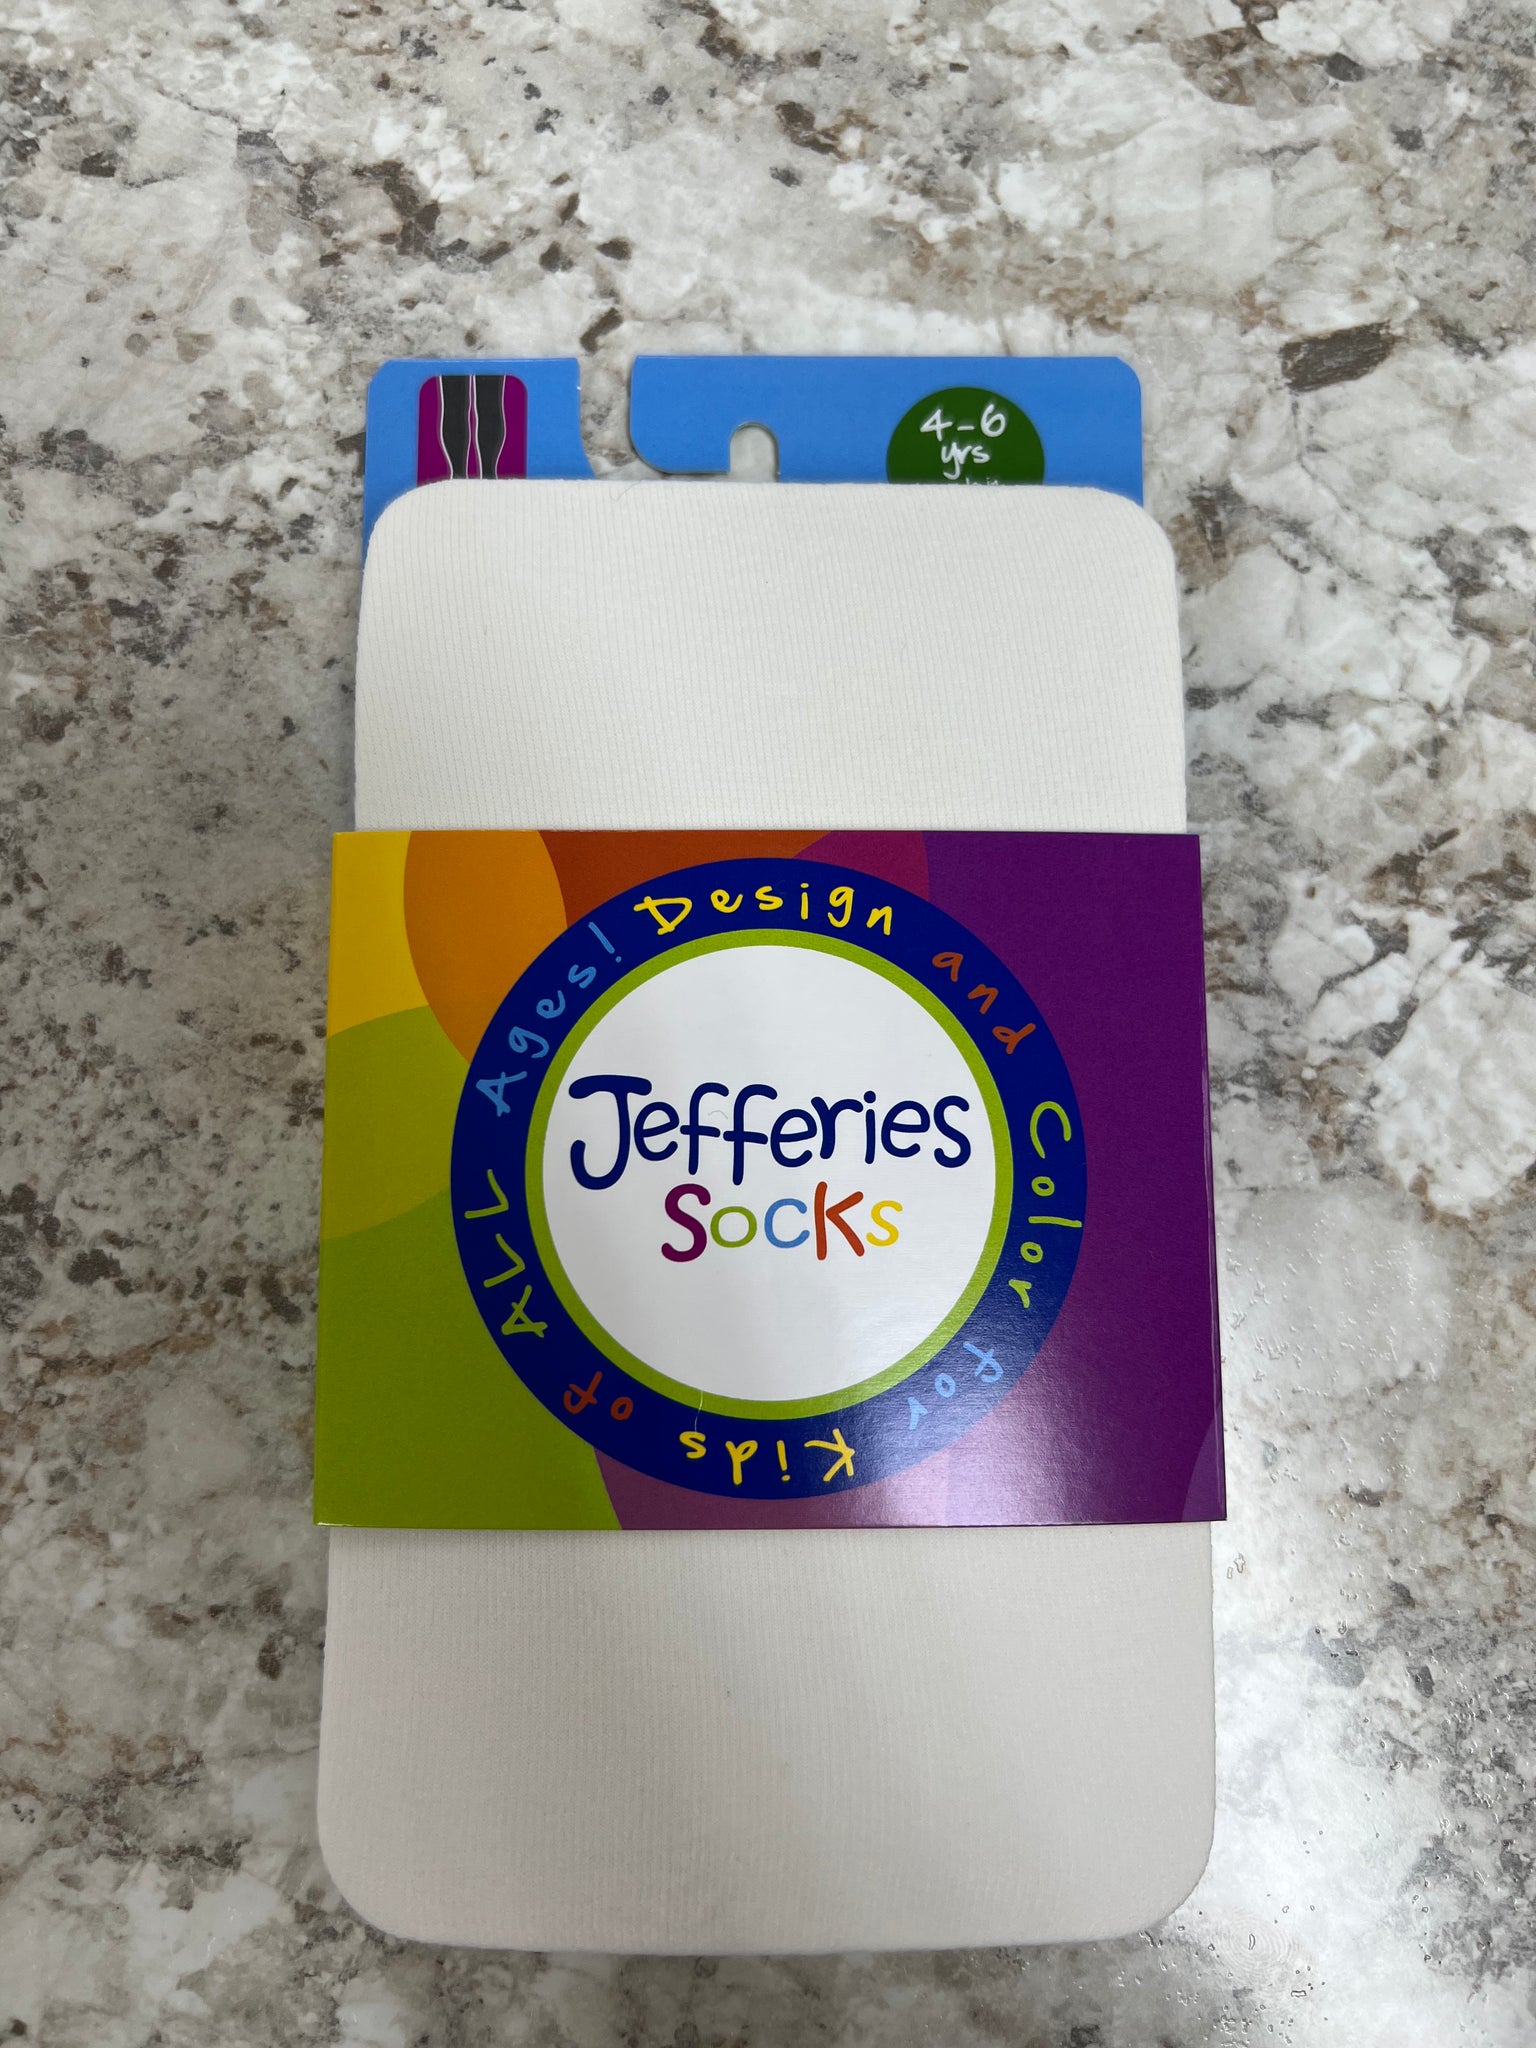 4-6
yrs
Design and Color for Kids of ALL Ages!
Jefferies
Socks